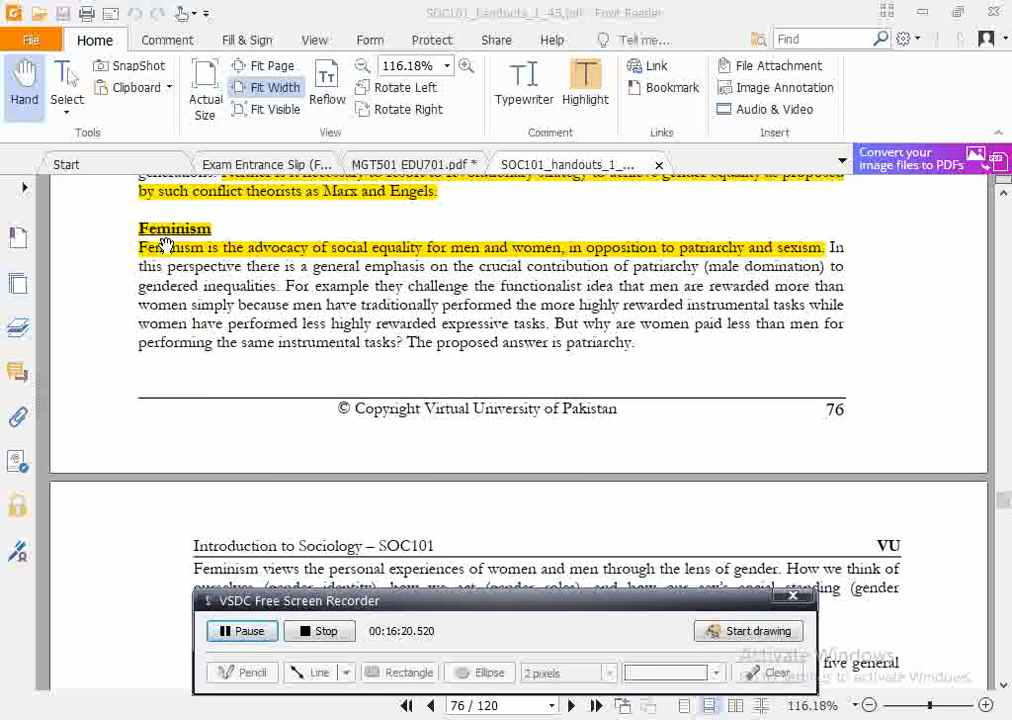 SOC101_handouts_1_45.pdf - Foxit Reader
File Home Comment Fill & Sign View Form Protect Share Help Tell me... Find
Hand
Select
SnapShot
Clipboard
Actual Size
Fit Page
Fit Width
Fit Visible
Reflow
116.18%
Rotate Left
Rotate Right
Typewriter
Highlight
Link
Bookmark
File Attachment
Image Annotation
Audio & Video
Tools View Comment Links Insert
Start Exam Entrance Slip (F... MGT501 EDU701.pdf * SOC101_handouts_1_...
Convert your
image files to PDFs
by such conflict theorists as Marx and Engels.
Feminism
Feminism is the advocacy of social equality for men and women, in opposition to patriarchy and sexism. In
this perspective there is a general emphasis on the crucial contribution of patriarchy (male domination) to
gendered inequalities. For example they challenge the functionalist idea that men are rewarded more than
women simply because men have traditionally performed the more highly rewarded instrumental tasks while
women have performed less highly rewarded expressive tasks. But why are women paid less than men for
performing the same instrumental tasks? The proposed answer is patriarchy.
© Copyright Virtual University of Pakistan 76
Introduction to Sociology – SOC101 VU
Feminism views the personal experiences of women and men through the lens of gender. How we think of
VSDC Free Screen Recorder
Pause Stop 00:16:20.520 Start drawing
Pencil Line Rectangle Ellipse 2 pixels Clear
five general
Activate Windows
to activate Windows.
76 / 120 116.18%